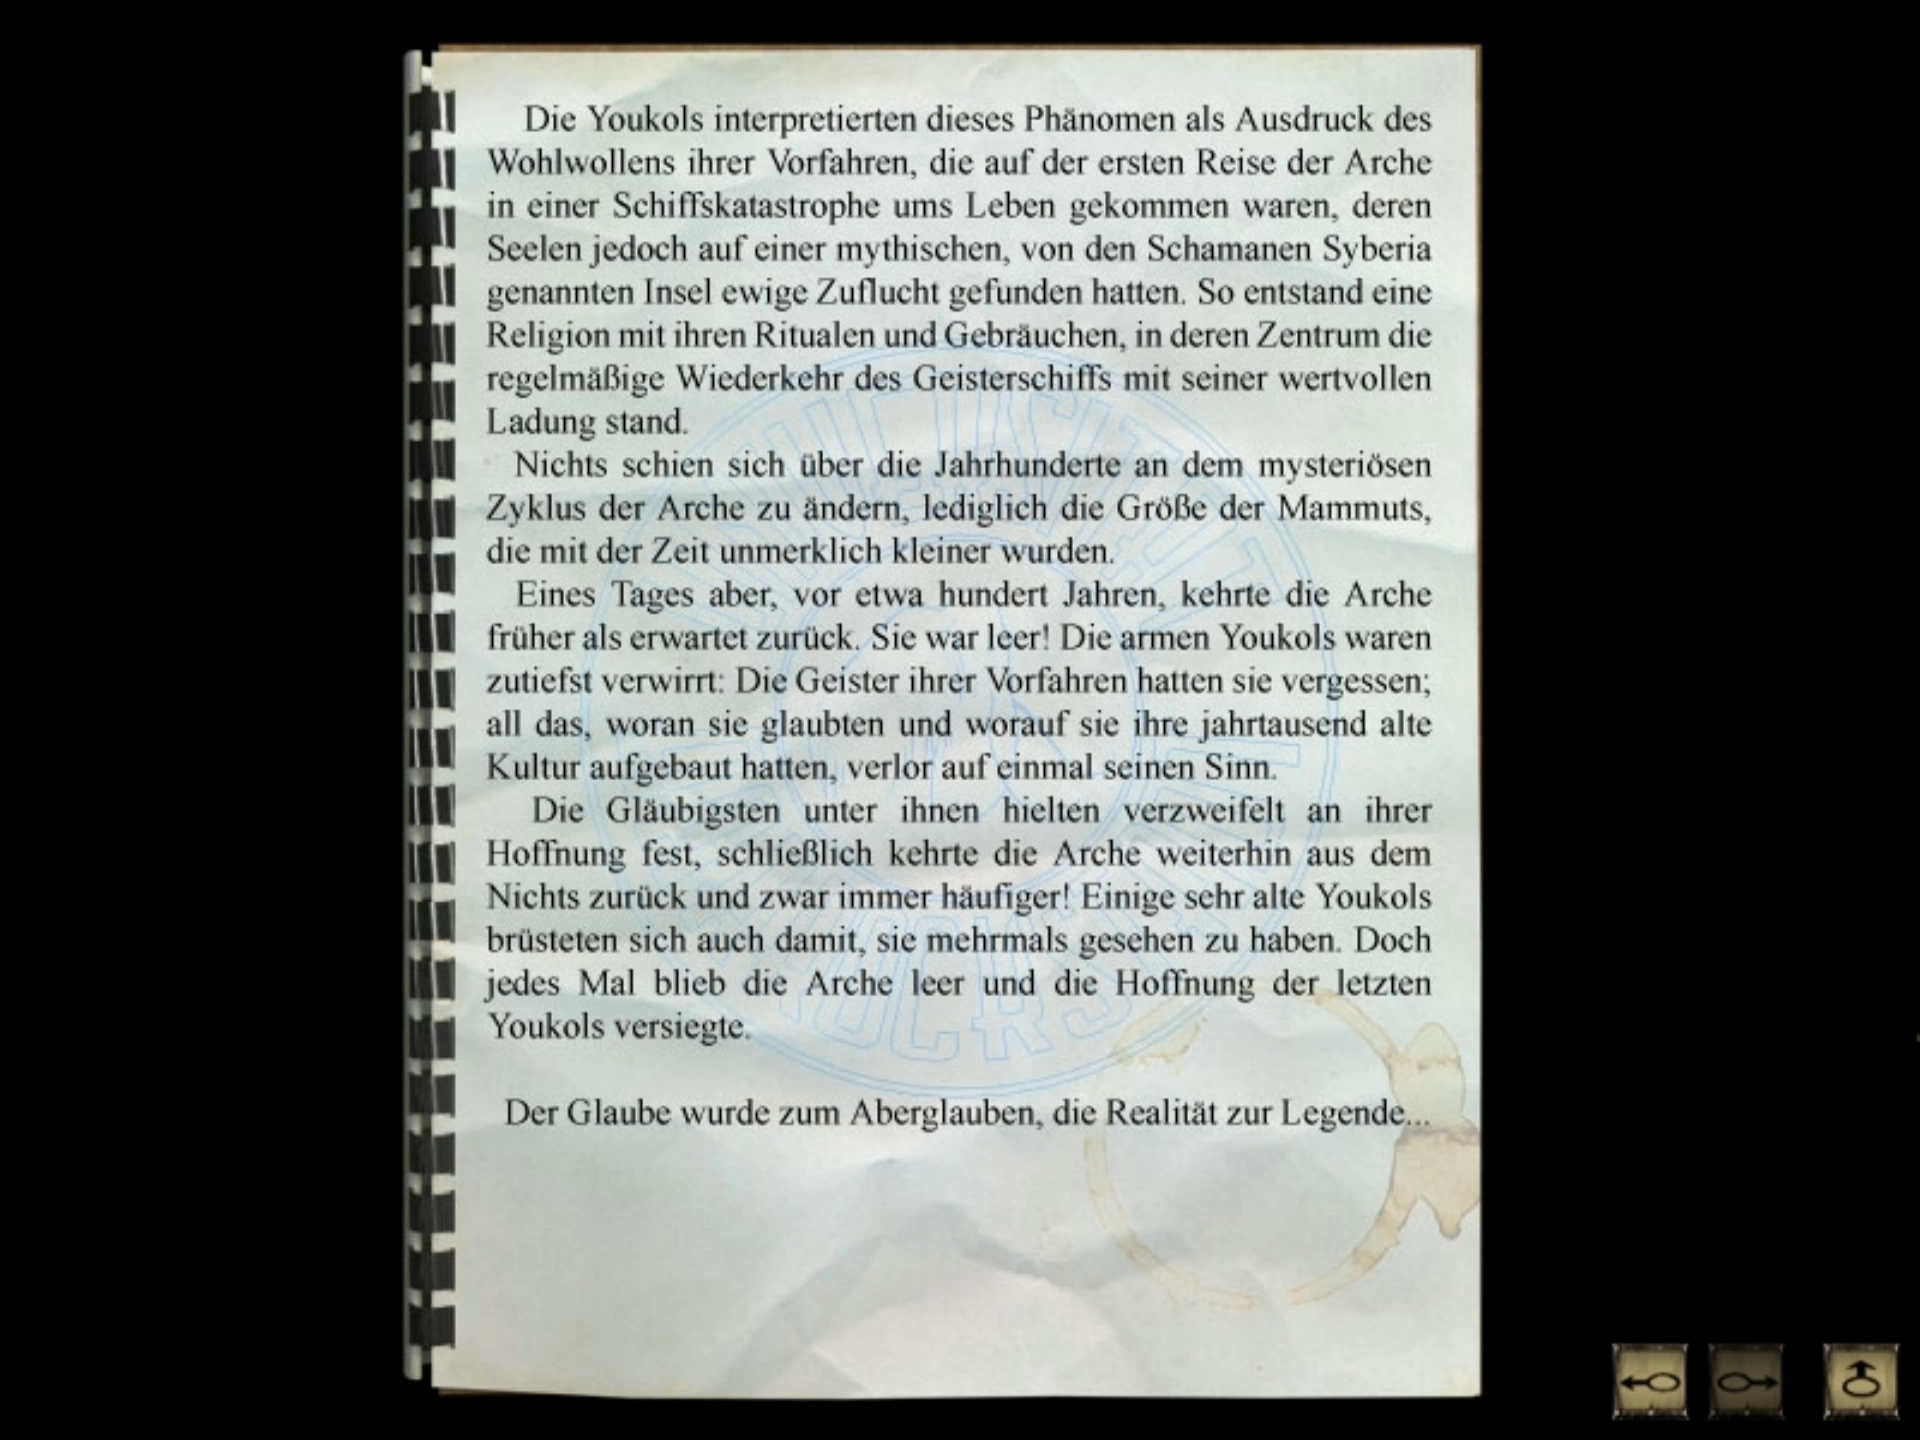 Die Youkols interpretierten dieses Phänomen als Ausdruck des
Wohlwollens ihrer Vorfahren, die auf der ersten Reise der Arche
in einer Schiffskatastrophe ums Leben gekommen waren, deren
Seelen jedoch auf einer mythischen, von den Schamanen Syberia
genannten Insel ewige Zuflucht gefunden hatten. So entstand eine
Religion mit ihren Ritualen und Gebräuchen, in deren Zentrum die
regelmäßige Wiederkehr des Geisterschiffs mit seiner wertvollen
Ladung stand.
Nichts schien sich über die Jahrhunderte an dem mysteriösen
Zyklus der Arche zu ändern, lediglich die Größe der Mammuts,
die mit der Zeit unmerklich kleiner wurden.
Eines Tages aber, vor etwa hundert Jahren, kehrte die Arche
früher als erwartet zurück. Sie war leer! Die armen Youkols waren
zutiefst verwirrt: Die Geister ihrer Vorfahren hatten sie vergessen;
all das, woran sie glaubten und worauf sie ihre jahrtausend alte
Kultur aufgebaut hatten, verlor auf einmal seinen Sinn.
Die Gläubigsten unter ihnen hielten verzweifelt an ihrer
Hoffnung fest, schließlich kehrte die Arche weiterhin aus dem
Nichts zurück und zwar immer häufiger! Einige sehr alte Youkols
brüsteten sich auch damit, sie mehrmals gesehen zu haben. Doch
jedes Mal blieb die Arche leer und die Hoffnung der letzten
Youkols versiegte.
Der Glaube wurde zum Aberglauben, die Realität zur Legende...